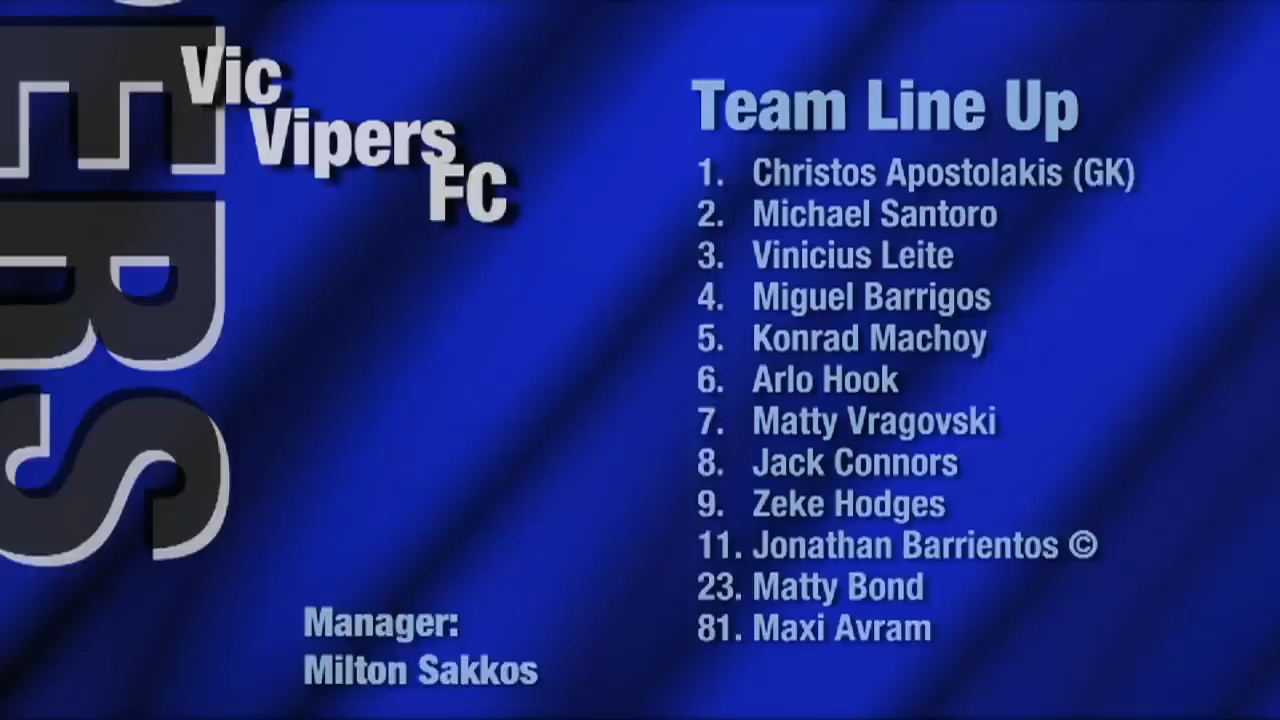 Vic
Vipers
FC
Team Line Up
1. Christos Apostolakis (GK)
2. Michael Santoro
3. Vinicius Leite
4. Miguel Barrigos
5. Konrad Machoy
6. Arlo Hook
7. Matty Vragovski
8. Jack Connors
9. Zeke Hodges
11. Jonathan Barrientos ©
23. Matty Bond
81. Maxi Avram
Manager:
Milton Sakkos
ERS